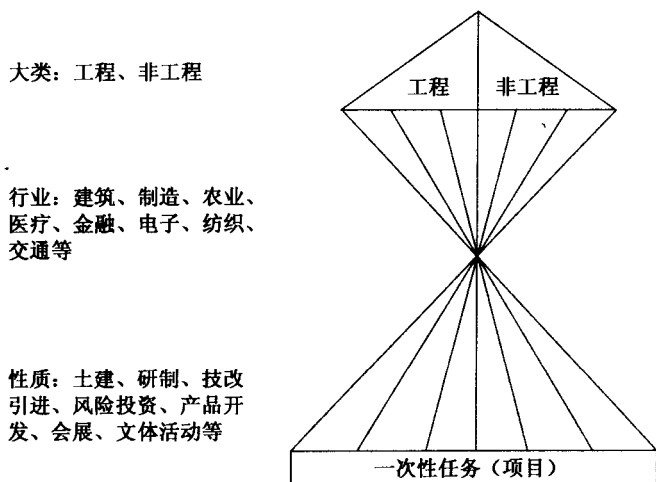 大类：工程、非工程
工程
非工程
行业：建筑、制造、农业、
医疗、金融、电子、纺织、
交通等
性质：土建、研制、技改
引进、风险投资、产品开
发、会展、文体活动等
一次性任务（项目）